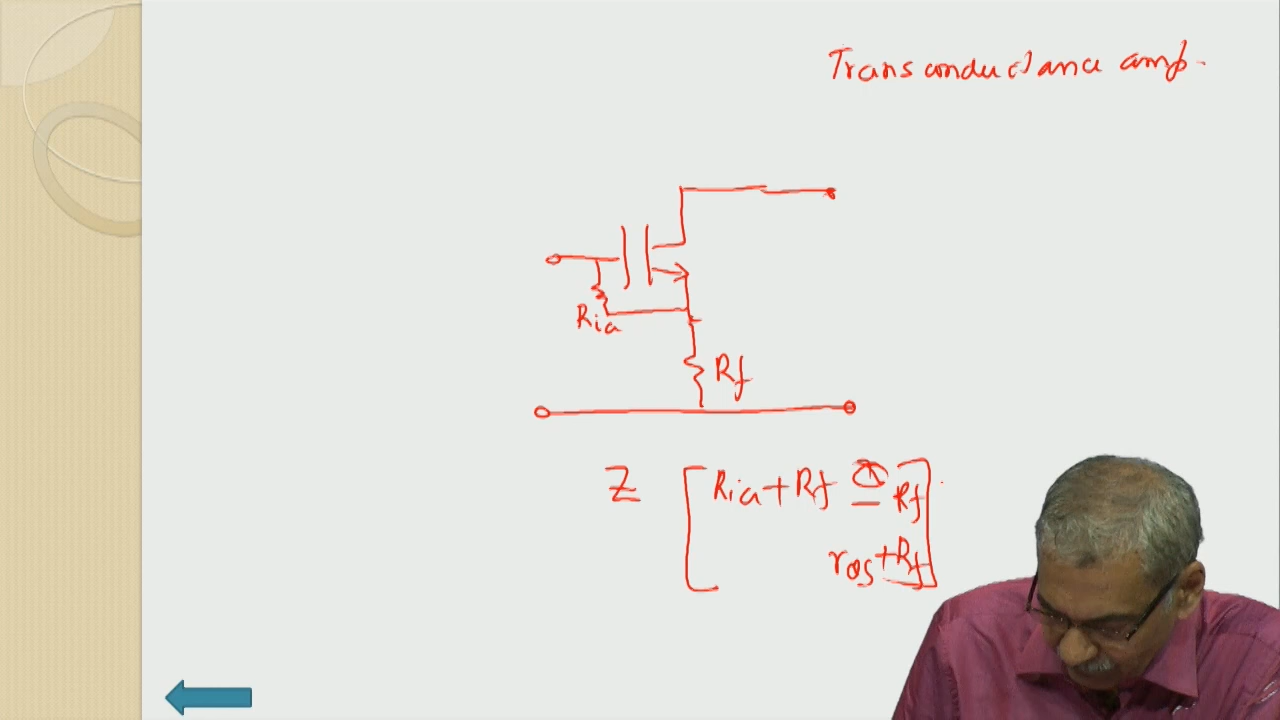 Transconductance amp.
Ria
Rf
Z [ Ria + Rf Rf
ros + Rf ]